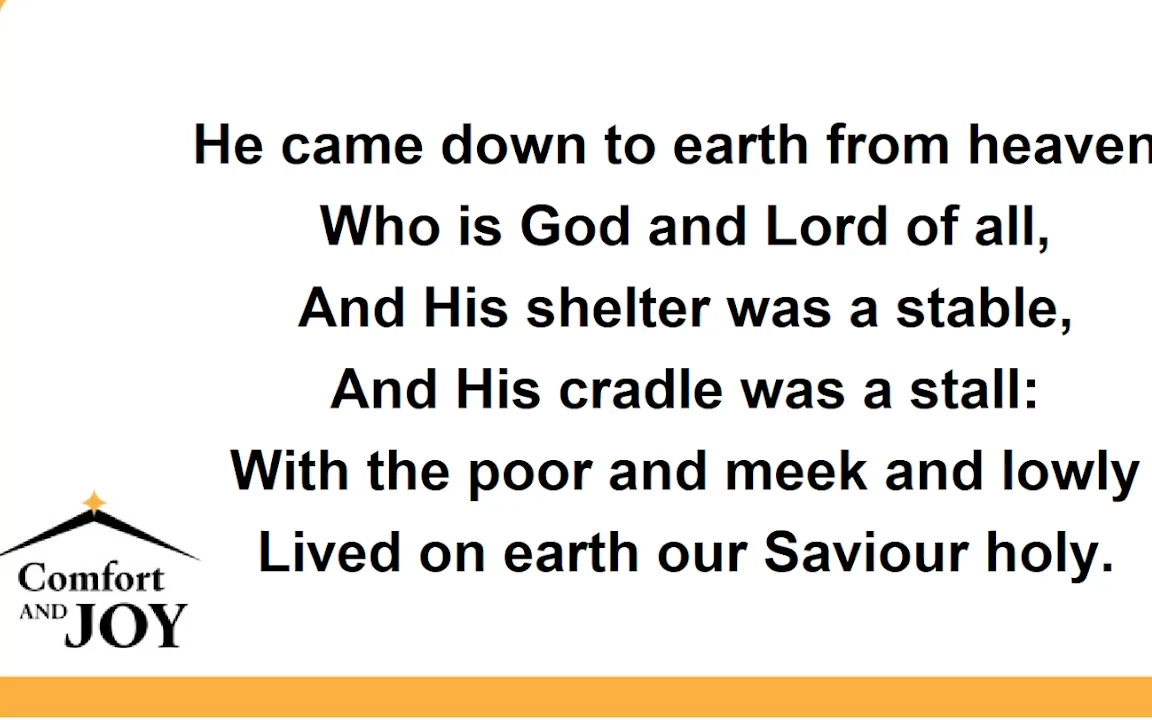 He came down to earth from heaven
Who is God and Lord of all,
And His shelter was a stable,
And His cradle was a stall:
With the poor and meek and lowly
Lived on earth our Saviour holy.
Comfort
AND JOY